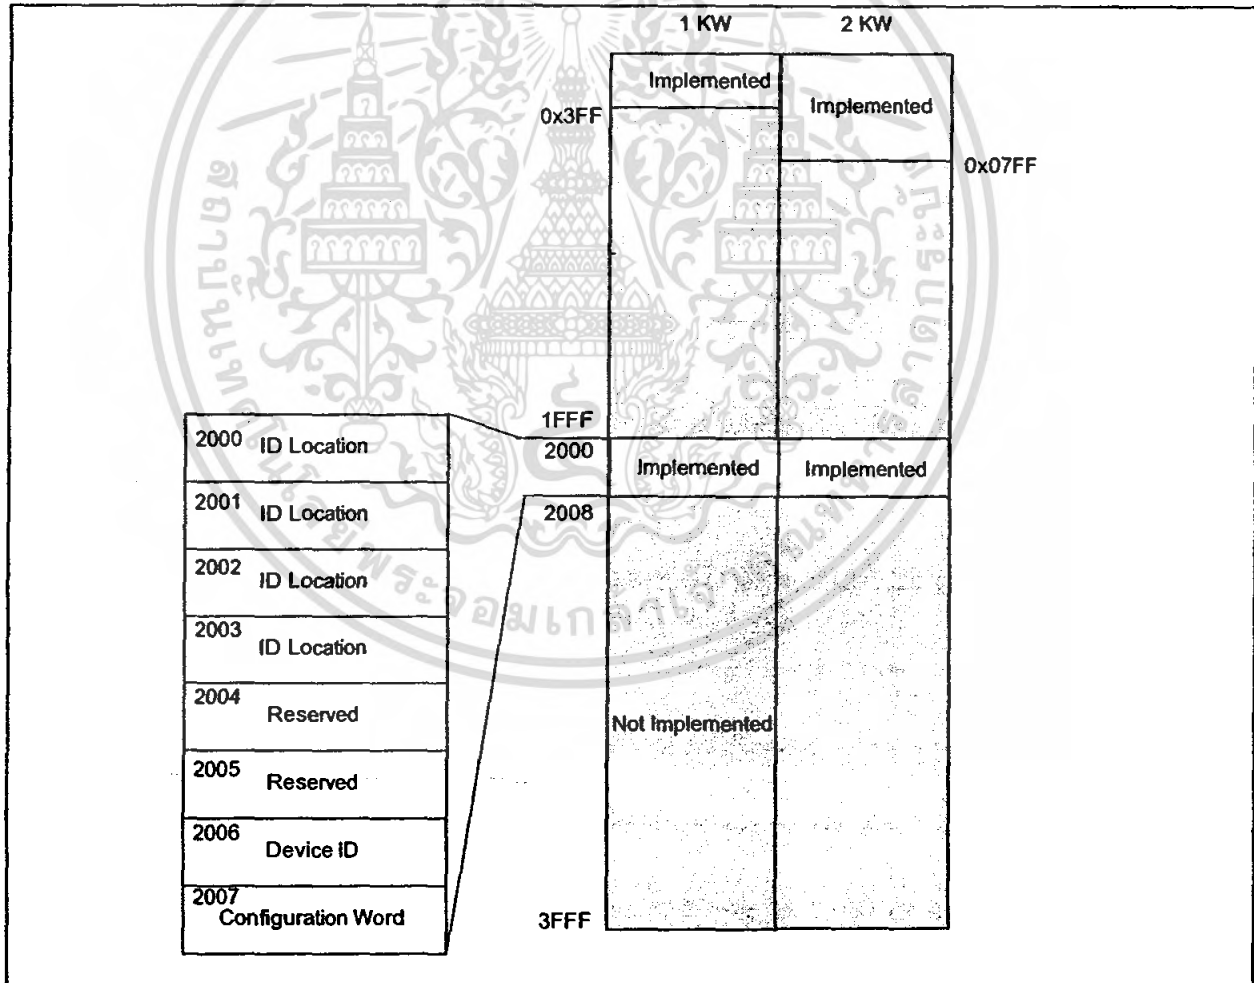 1 KW 2 KW
Implemented
Implemented
0x3FF
0x07FF
1FFF
2000 Implemented Implemented
2008
Not Implemented
3FFF
2000 ID Location
2001 ID Location
2002 ID Location
2003 ID Location
2004 Reserved
2005 Reserved
2006 Device ID
2007 Configuration Word